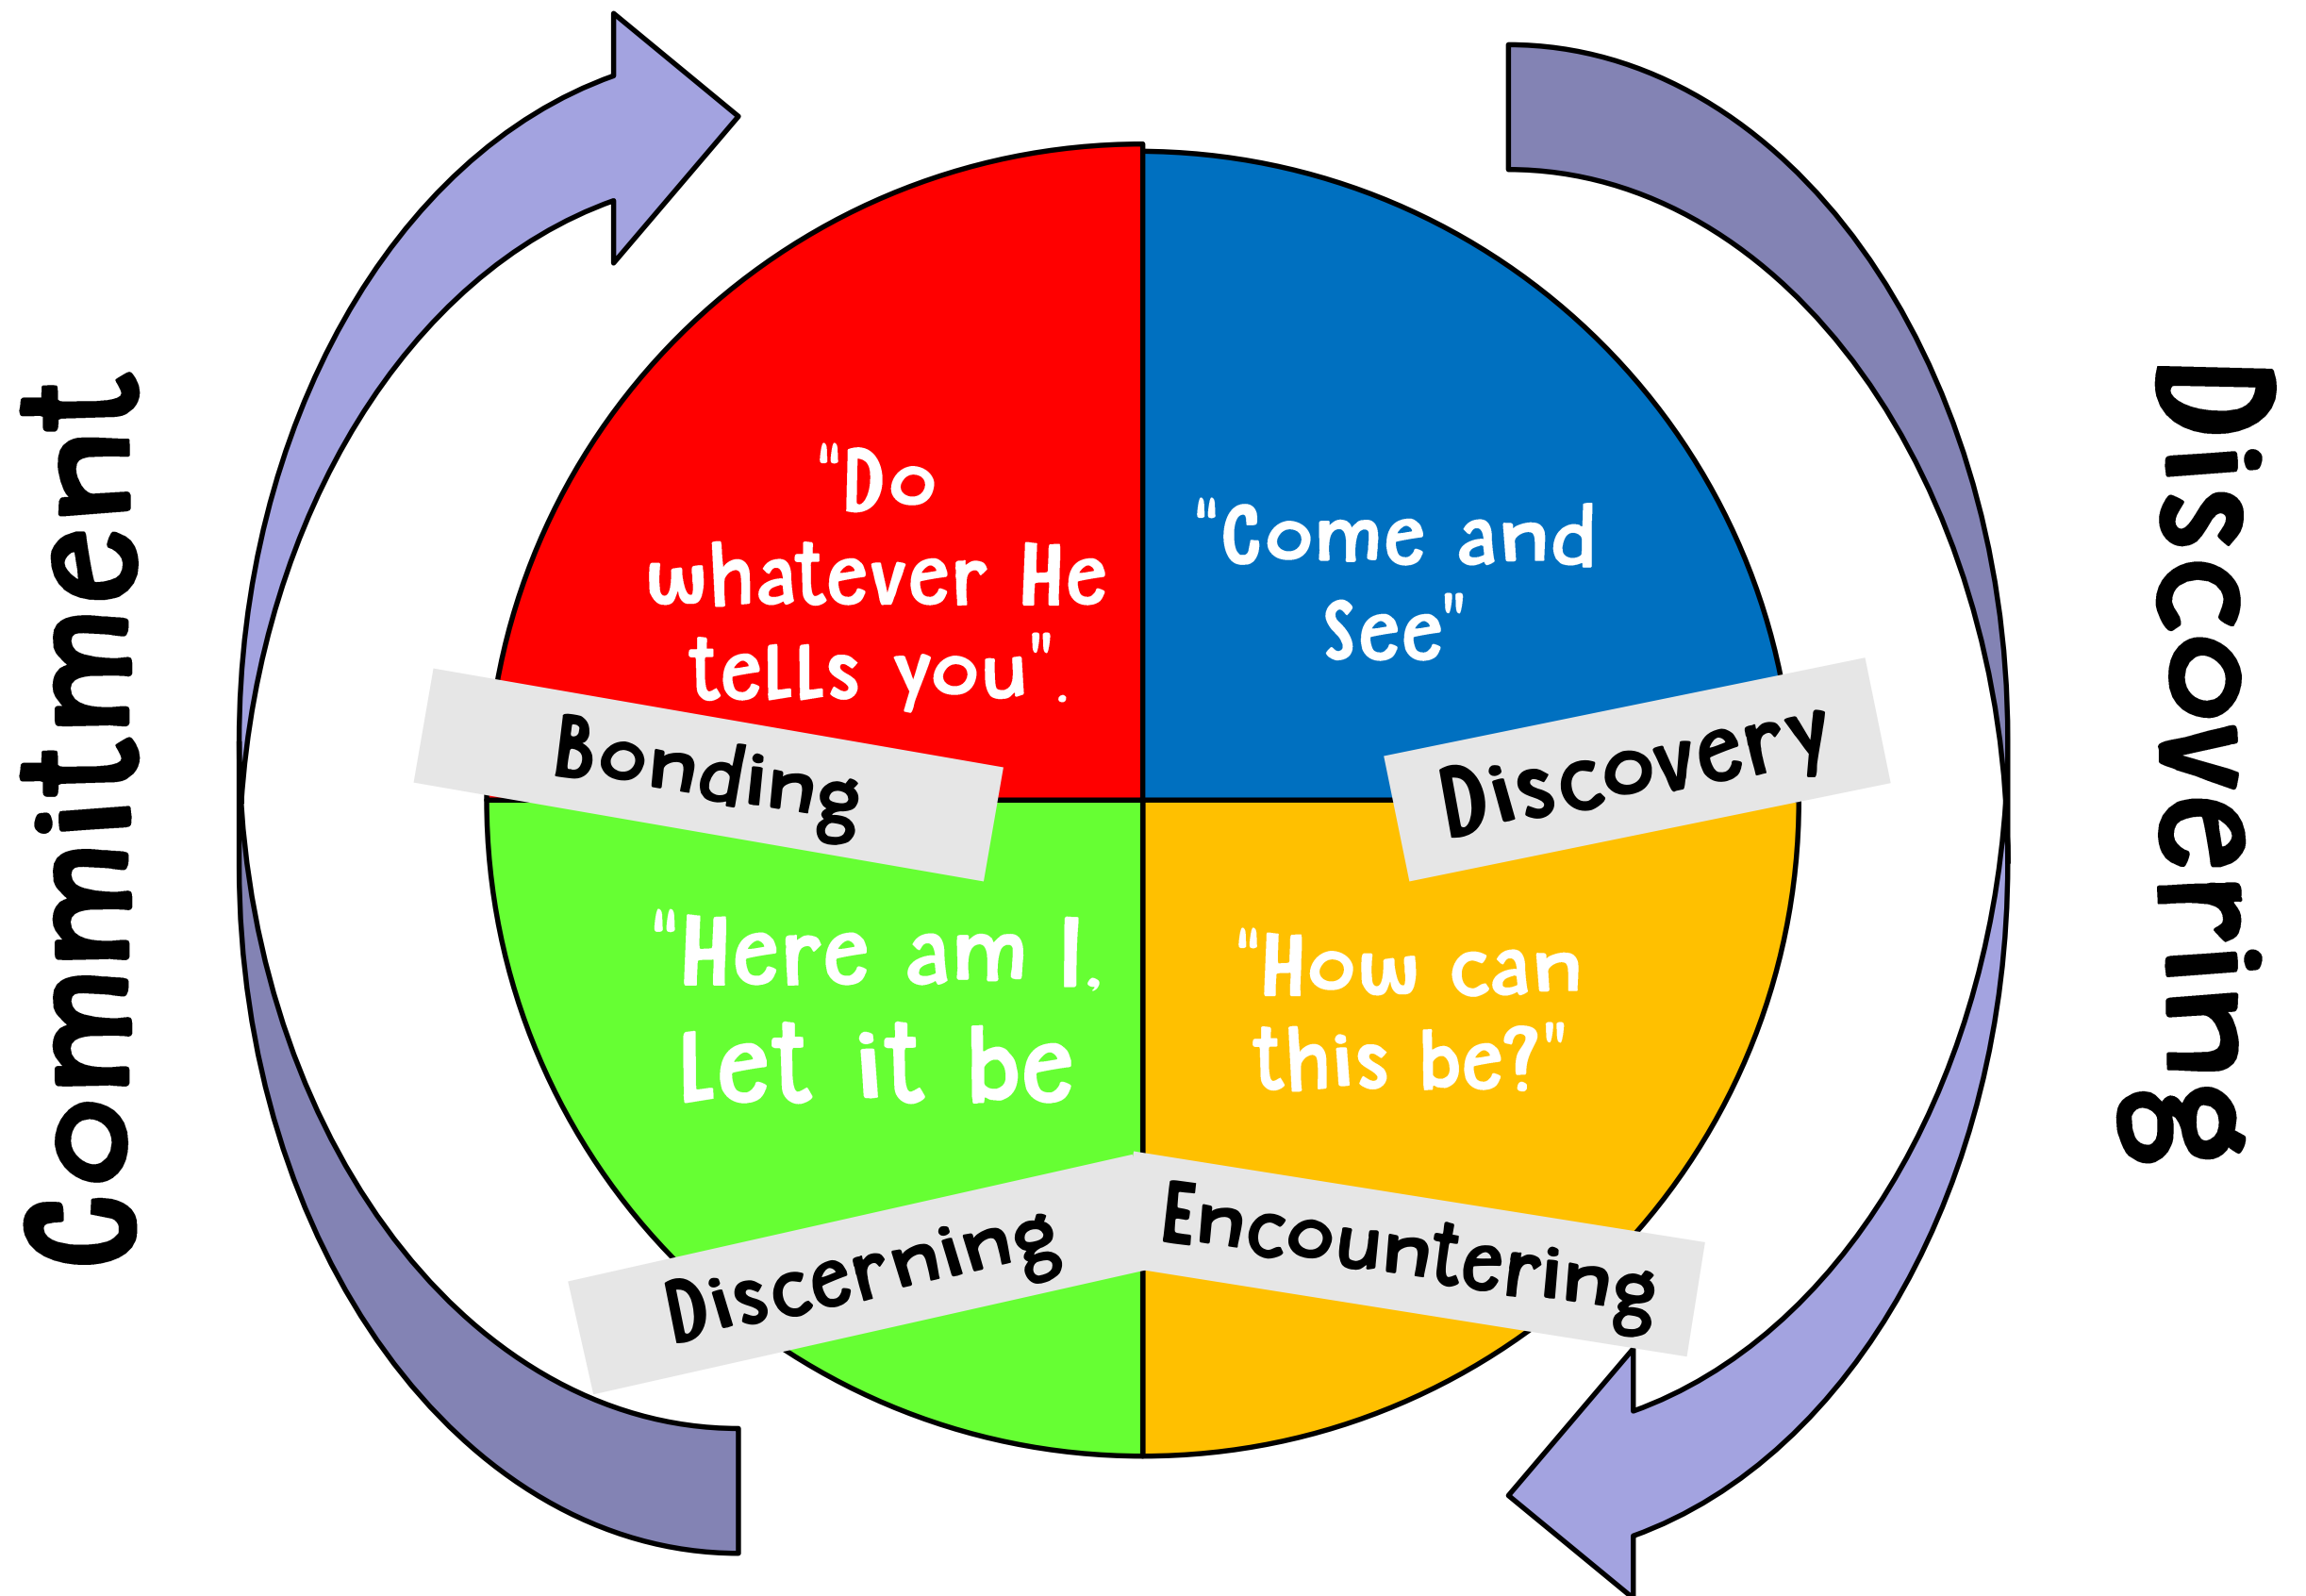 Commitment
"Do
whatever He
tells you".
Bonding
"Come and
See"
Discovery
"Here am I,
Let it be
Discerning
"How can
this be?"
Encountering
Discovering